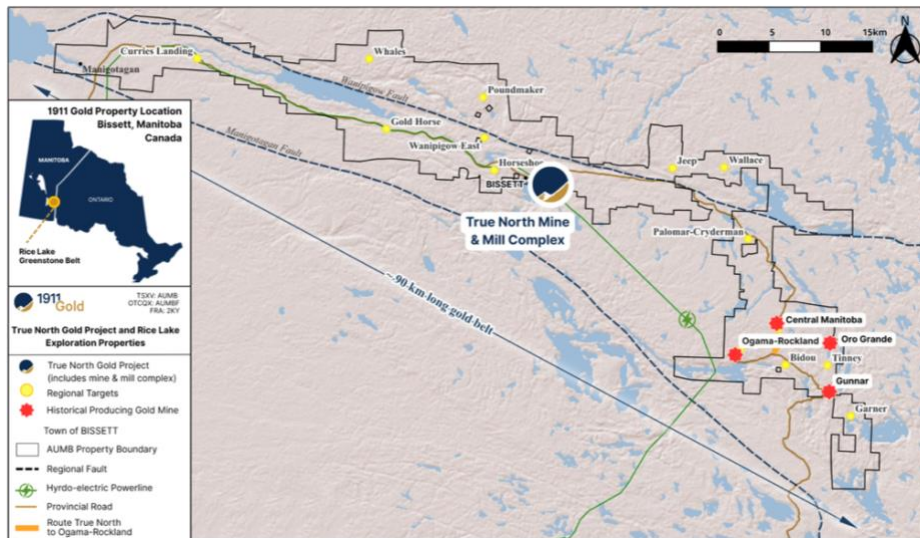 Curries Landing
Whales
0 5 10 15km
N
Manigotagan
Wanipigow Fault
Poundmaker
1911 Gold Property Location
Bissett, Manitoba
Canada
Manigotagan Fault
Gold Horse
Wanipigow East
MANITOBA
ONTARIO
Horsesho
BISSETT
Jeep
Wallace
True North Mine
& Mill Complex
Rice Lake
Greenstone Belt
Palomar-Cryderman
~90 km long gold belt
1911
Gold
TSXV: AUMB
OTCQX: AUMBF
FRA: 2KY
Central Manitoba
True North Gold Project and Rice Lake
Exploration Properties
Ogama-Rockland
Oro Grande
Bidou
Tinney
True North Gold Project
(includes mine & mill complex)
Gunnar
Regional Targets
Historical Producing Gold Mine
Garner
Town of BISSETT
AUMB Property Boundary
Regional Fault
Hyrdo-electric Powerline
Provincial Road
Route True North
to Ogama-Rockland